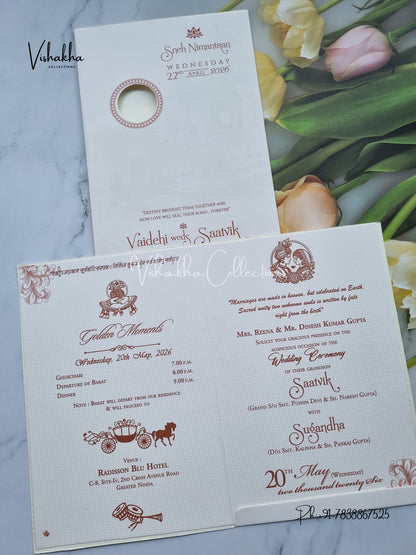 Vishakha
COLLECTIONS
Sneh Nimantran
WEDNESDAY
22ND APRIL 2026
"DESTINY BROUGHT THEM TOGETHER AND
NOW LOVE WILL SEAL THEIR BOND... FOREVER"
Vaidehi weds Saatvik
Vishakha Collections
Golden Moments
Wednesday, 20th May, 2026
GHURCHARI 7.00 P.M.
DEPARTURE OF BARAT 8.00 P.M.
DINNER 9.00 P.M.
NOTE : BARAT WILL DEPART FROM OUR RESIDENCE
& WILL PROCEED TO
VENUE :
RADISSON BLU HOTEL
C-8, SITE-IV, 2ND CROSS AVENUE ROAD
GREATER NOIDA
"Marriages are made in heaven, but celebrated on Earth.
Sacred unity two unknown souls is written by fate
right from the birth"
MRS. REENA & MR. DINESH KUMAR GUPTA
SOLICIT YOUR GRACIOUS PRESENCE ON THE
AUSPICIOUS OCCASION OF THE
Wedding Ceremony
OF THEIR GRANDSON
Saatvik
(GRAND S/O SMT. PUSHPA DEVI & SH. NARESH GUPTA)
WITH
Sugandha
(D/O SMT. KALPANA & SH. PANKAJ GUPTA)
20TH May (WEDNESDAY)
two thousand twenty Six
Ph.+91-7838867525